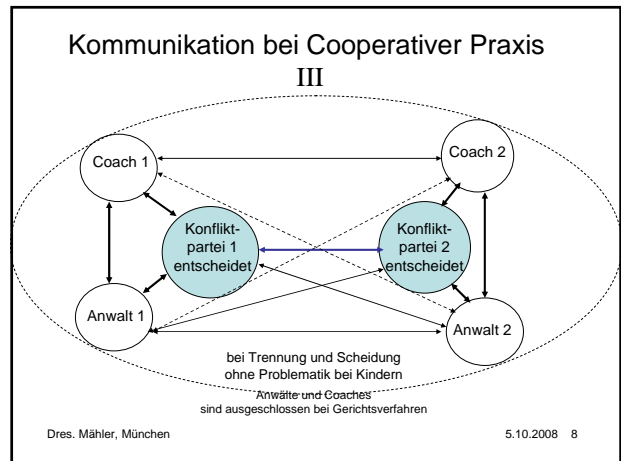 Kommunikation bei Cooperativer Praxis
III
Coach 1
Coach 2
Konflikt-
partei 1
entscheidet
Konflikt-
partei 2
entscheidet
Anwalt 1
Anwalt 2
bei Trennung und Scheidung
ohne Problematik bei Kindern
Anwälte und Coaches
sind ausgeschlossen bei Gerichtsverfahren
Dres. Mähler, München
5.10.2008 8